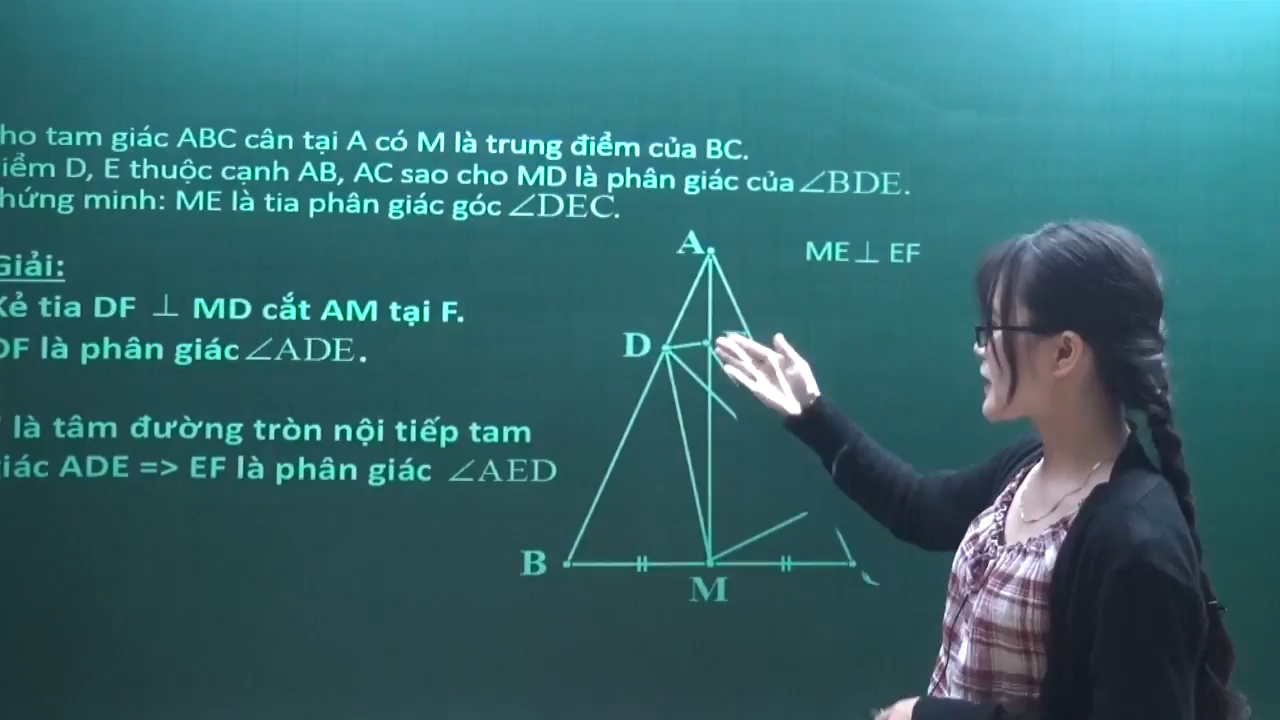 ho tam giác ABC cân tại A có M là trung điểm của BC.
iểm D, E thuộc cạnh AB, AC sao cho MD là phân giác của ∠BDE.
hứng minh: ME là tia phân giác góc ∠DEC.
Giải:
Kẻ tia DF ⊥ MD cắt AM tại F.
DF là phân giác ∠ADE.
là tâm đường tròn nội tiếp tam
giác ADE => EF là phân giác ∠AED
A
ME ⊥ EF
D
B
M